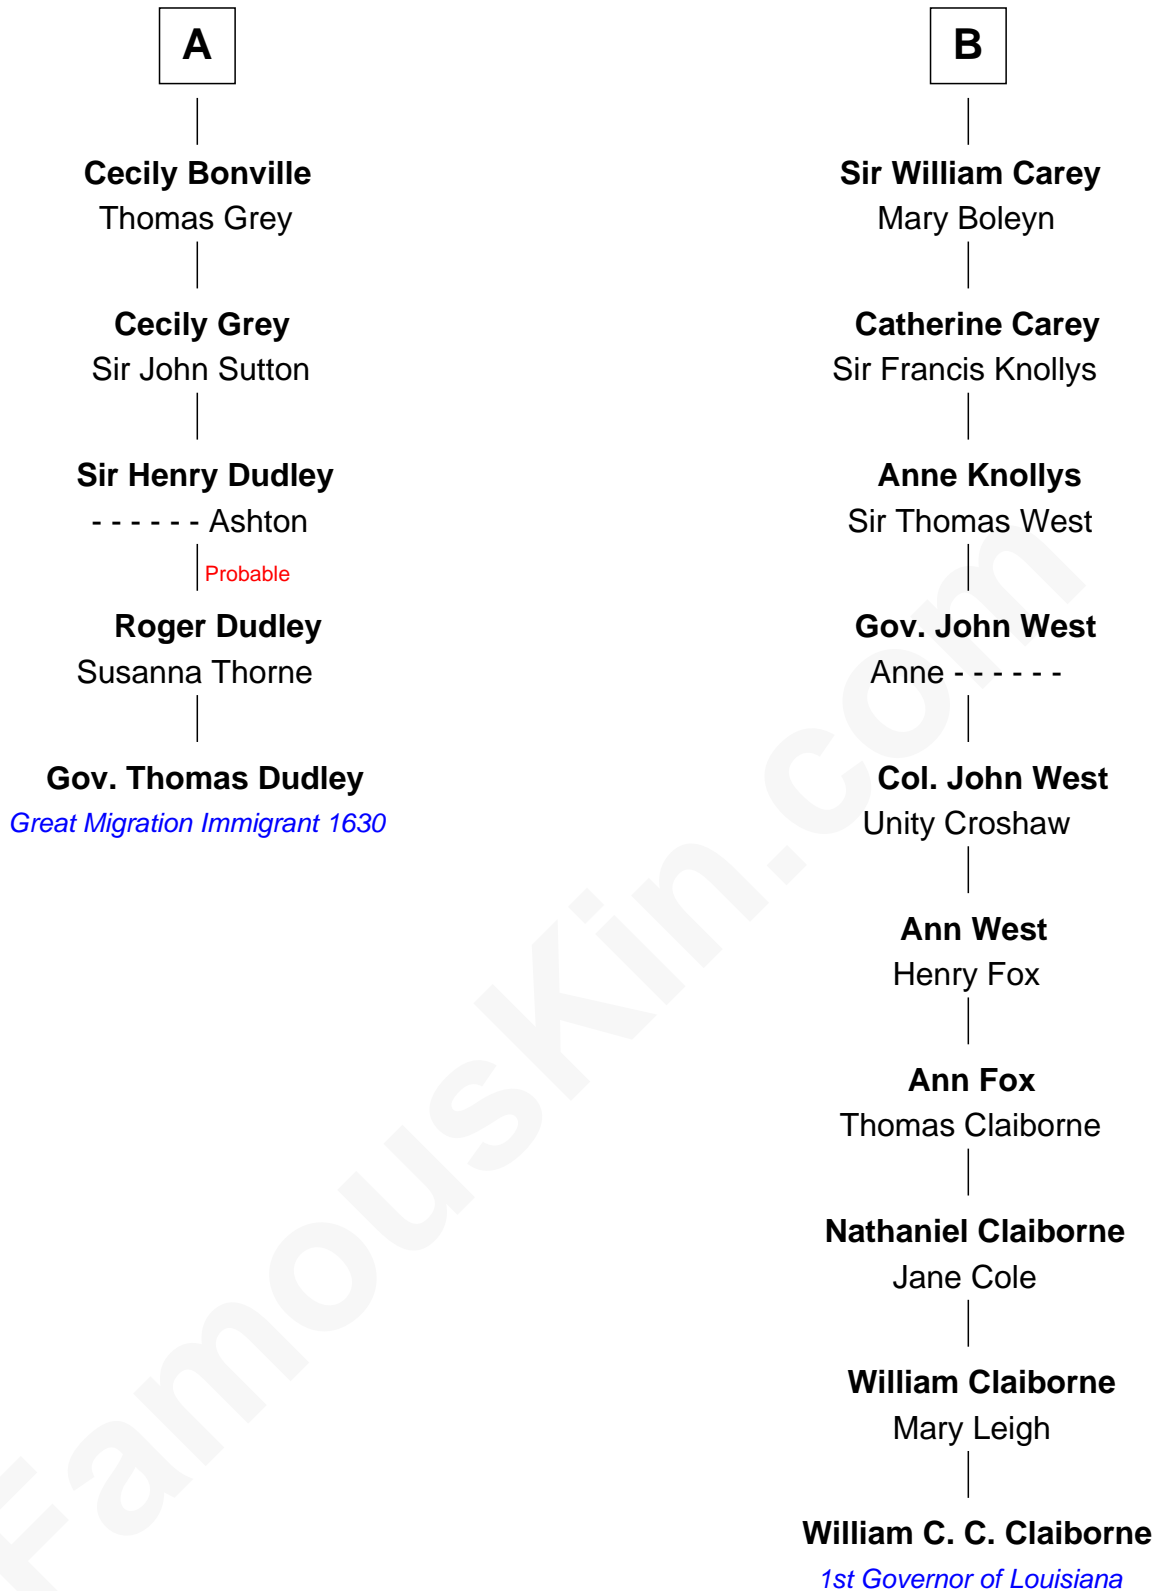 A
Cecily Bonville
Thomas Grey
Cecily Grey
Sir John Sutton
Sir Henry Dudley
- - - - - - Ashton
Probable
Roger Dudley
Susanna Thorne
Gov. Thomas Dudley
Great Migration Immigrant 1630
B
Sir William Carey
Mary Boleyn
Catherine Carey
Sir Francis Knollys
Anne Knollys
Sir Thomas West
Gov. John West
Anne - - - - - -
Col. John West
Unity Croshaw
Ann West
Henry Fox
Ann Fox
Thomas Claiborne
Nathaniel Claiborne
Jane Cole
William Claiborne
Mary Leigh
William C. C. Claiborne
1st Governor of Louisiana
FamousKin.com